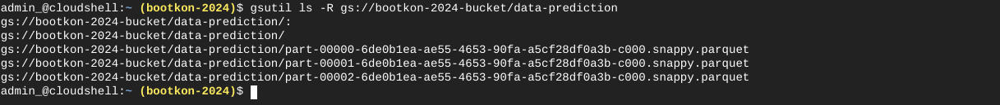 admin_@cloudshell:~ (bootkon-2024)$ gsutil ls -R gs://bootkon-2024-bucket/data-prediction
gs://bootkon-2024-bucket/data-prediction/:
gs://bootkon-2024-bucket/data-prediction/
gs://bootkon-2024-bucket/data-prediction/part-00000-6de0b1ea-ae55-4653-90fa-a5cf28df0a3b-c000.snappy.parquet
gs://bootkon-2024-bucket/data-prediction/part-00001-6de0b1ea-ae55-4653-90fa-a5cf28df0a3b-c000.snappy.parquet
gs://bootkon-2024-bucket/data-prediction/part-00002-6de0b1ea-ae55-4653-90fa-a5cf28df0a3b-c000.snappy.parquet
admin_@cloudshell:~ (bootkon-2024)$